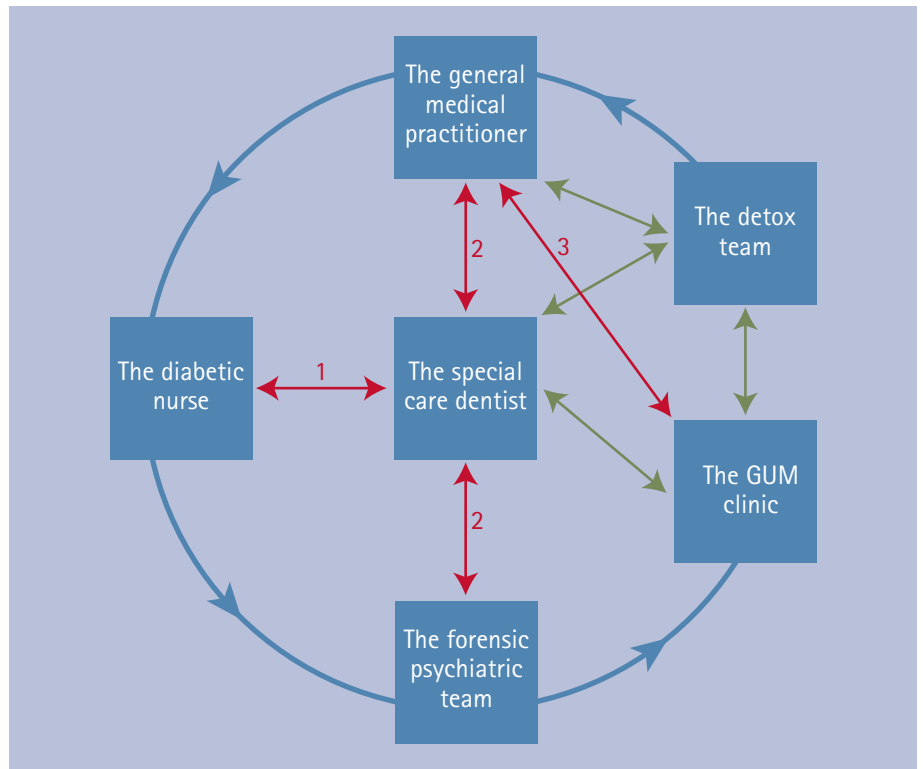 The general
medical
practitioner
The detox
team
2
3
The diabetic
nurse
1
The special
care dentist
The GUM
clinic
2
The forensic
psychiatric
team